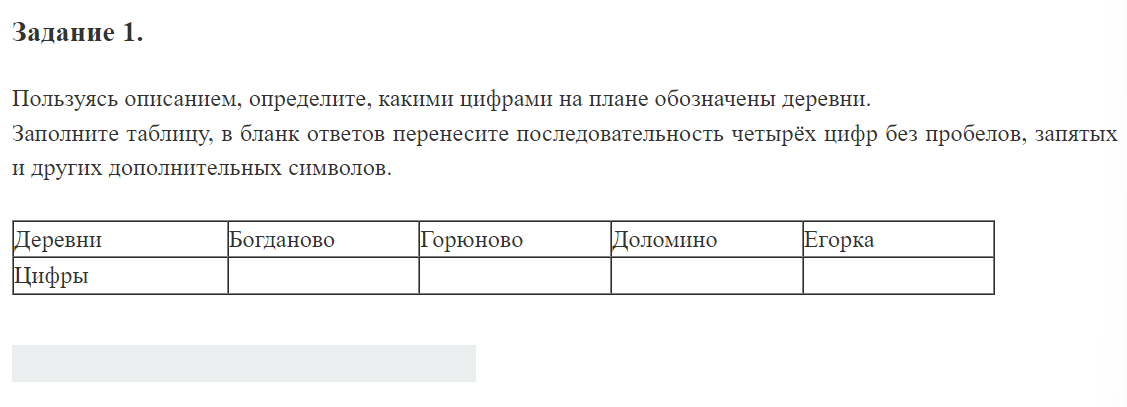 Задание 1.
Пользуясь описанием, определите, какими цифрами на плане обозначены деревни.
Заполните таблицу, в бланк ответов перенесите последовательность четырёх цифр без пробелов, запятых
и других дополнительных символов.
Деревни Богданово Горюново Доломино Егорка
Цифры